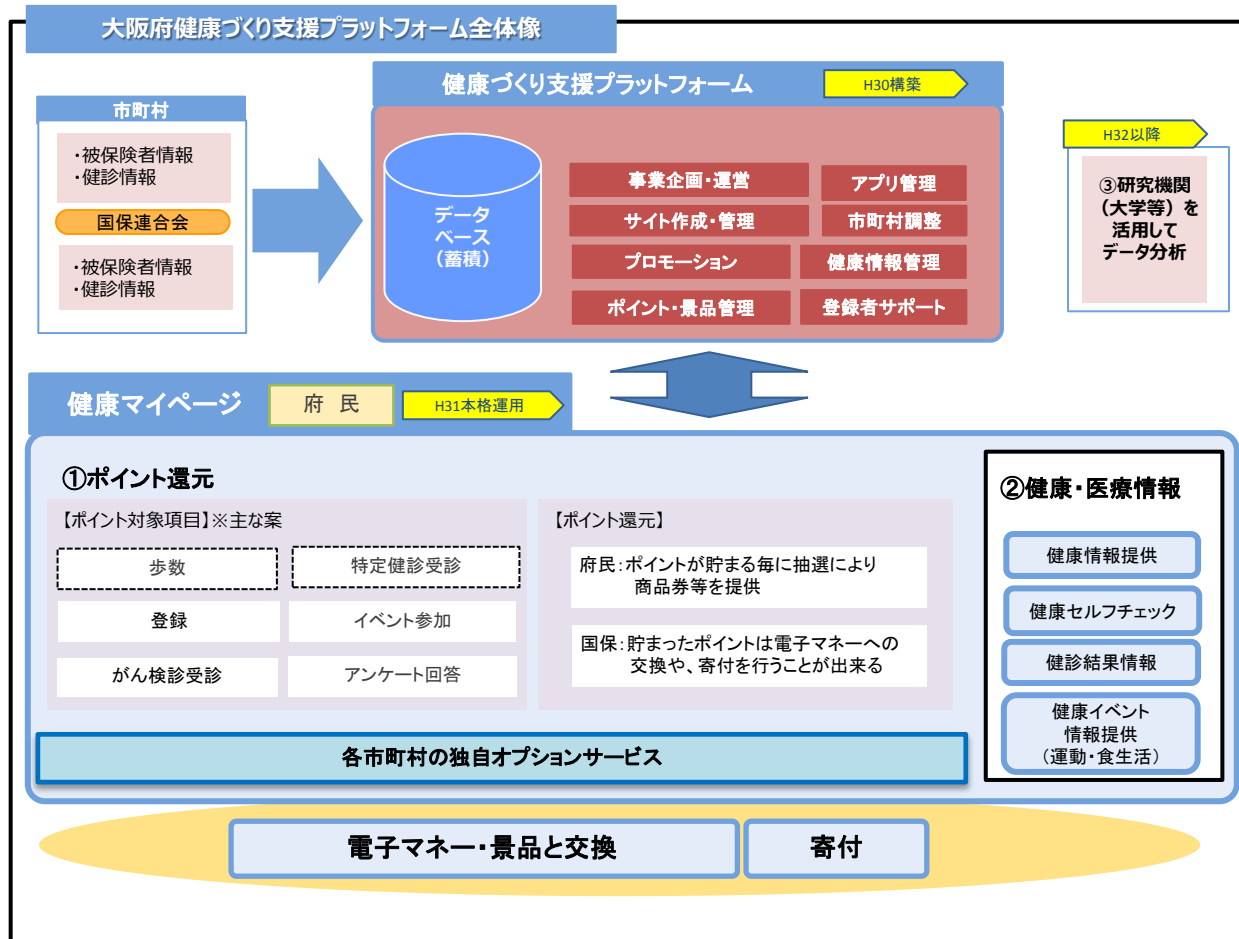 大阪府健康づくり支援プラットフォーム全体像
市町村
・被保険者情報
・健診情報
国保連合会
・被保険者情報
・健診情報
健康づくり支援プラットフォーム
H30構築
データ
ベース
(蓄積)
事業企画・運営
アプリ管理
サイト作成・管理
市町村調整
プロモーション
健康情報管理
ポイント・景品管理
登録者サポート
H32以降
③研究機関
(大学等)を
活用して
データ分析
健康マイページ
府 民
H31本格運用
①ポイント還元
【ポイント対象項目】※主な案
歩数
特定健診受診
登録
イベント参加
がん検診受診
アンケート回答
【ポイント還元】
府民:ポイントが貯まる毎に抽選により
商品券等を提供
国保:貯まったポイントは電子マネーへの
交換や、寄付を行うことが出来る
②健康・医療情報
健康情報提供
健康セルフチェック
健診結果情報
健康イベント
情報提供
(運動・食生活)
各市町村の独自オプションサービス
電子マネー・景品と交換
寄付